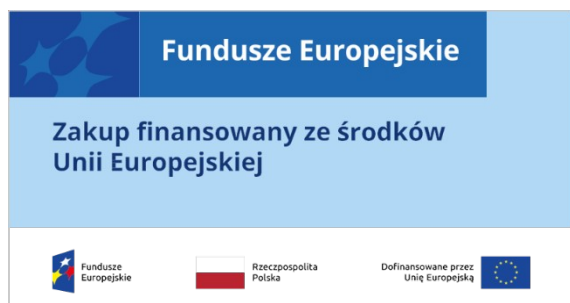 Fundusze Europejskie
Zakup finansowany ze środków
Unii Europejskiej
Fundusze
Europejskie
Rzeczpospolita
Polska
Dofinansowane przez
Unię Europejską